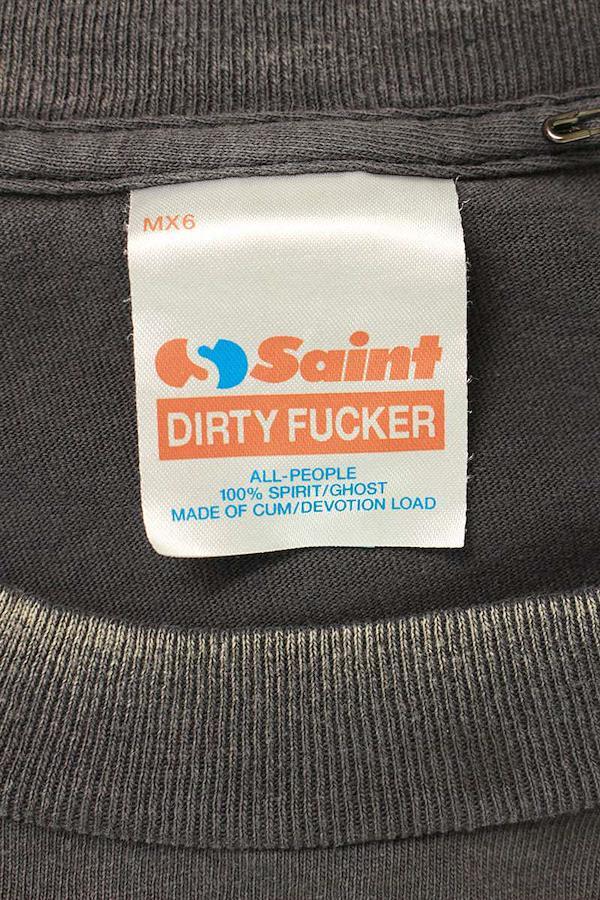 MX6
Saint
DIRTY FUCKER
ALL-PEOPLE
100% SPIRIT/GHOST
MADE OF CUM/DEVOTION LOAD